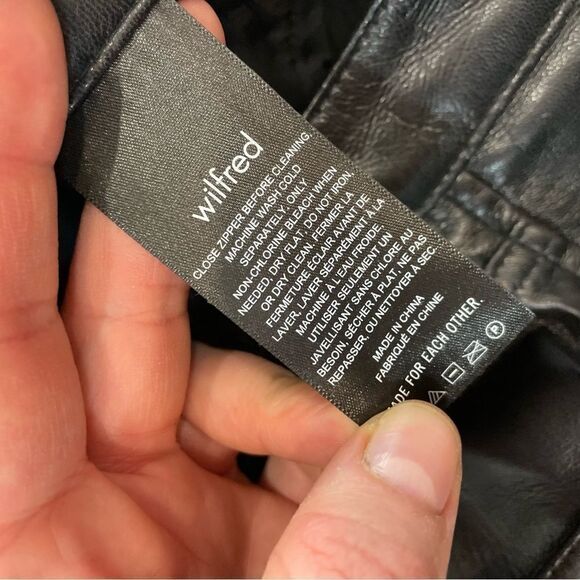 wilfred
CLOSE ZIPPER BEFORE CLEANING
MACHINE WASH COLD
SEPARATELY. ONLY
NON-CHLORINE BLEACH WHEN
NEEDED. DRY FLAT. DO NOT IRON.
OR DRY CLEAN. FERMER LA
FERMETURE ÉCLAIR AVANT DE
LAVER, LAVER SÉPARÉMENT À LA
MACHINE À L'EAU FROIDE.
UTILISER SEULEMENT UN
JAVELLISANT SANS CHLORE AU
BESOIN, SÉCHER À PLAT. NE PAS
REPASSER, OU NETTOYER À SEC.
MADE IN CHINA
FABRIQUÉ EN CHINE
ADE FOR EACH OTHER.
P